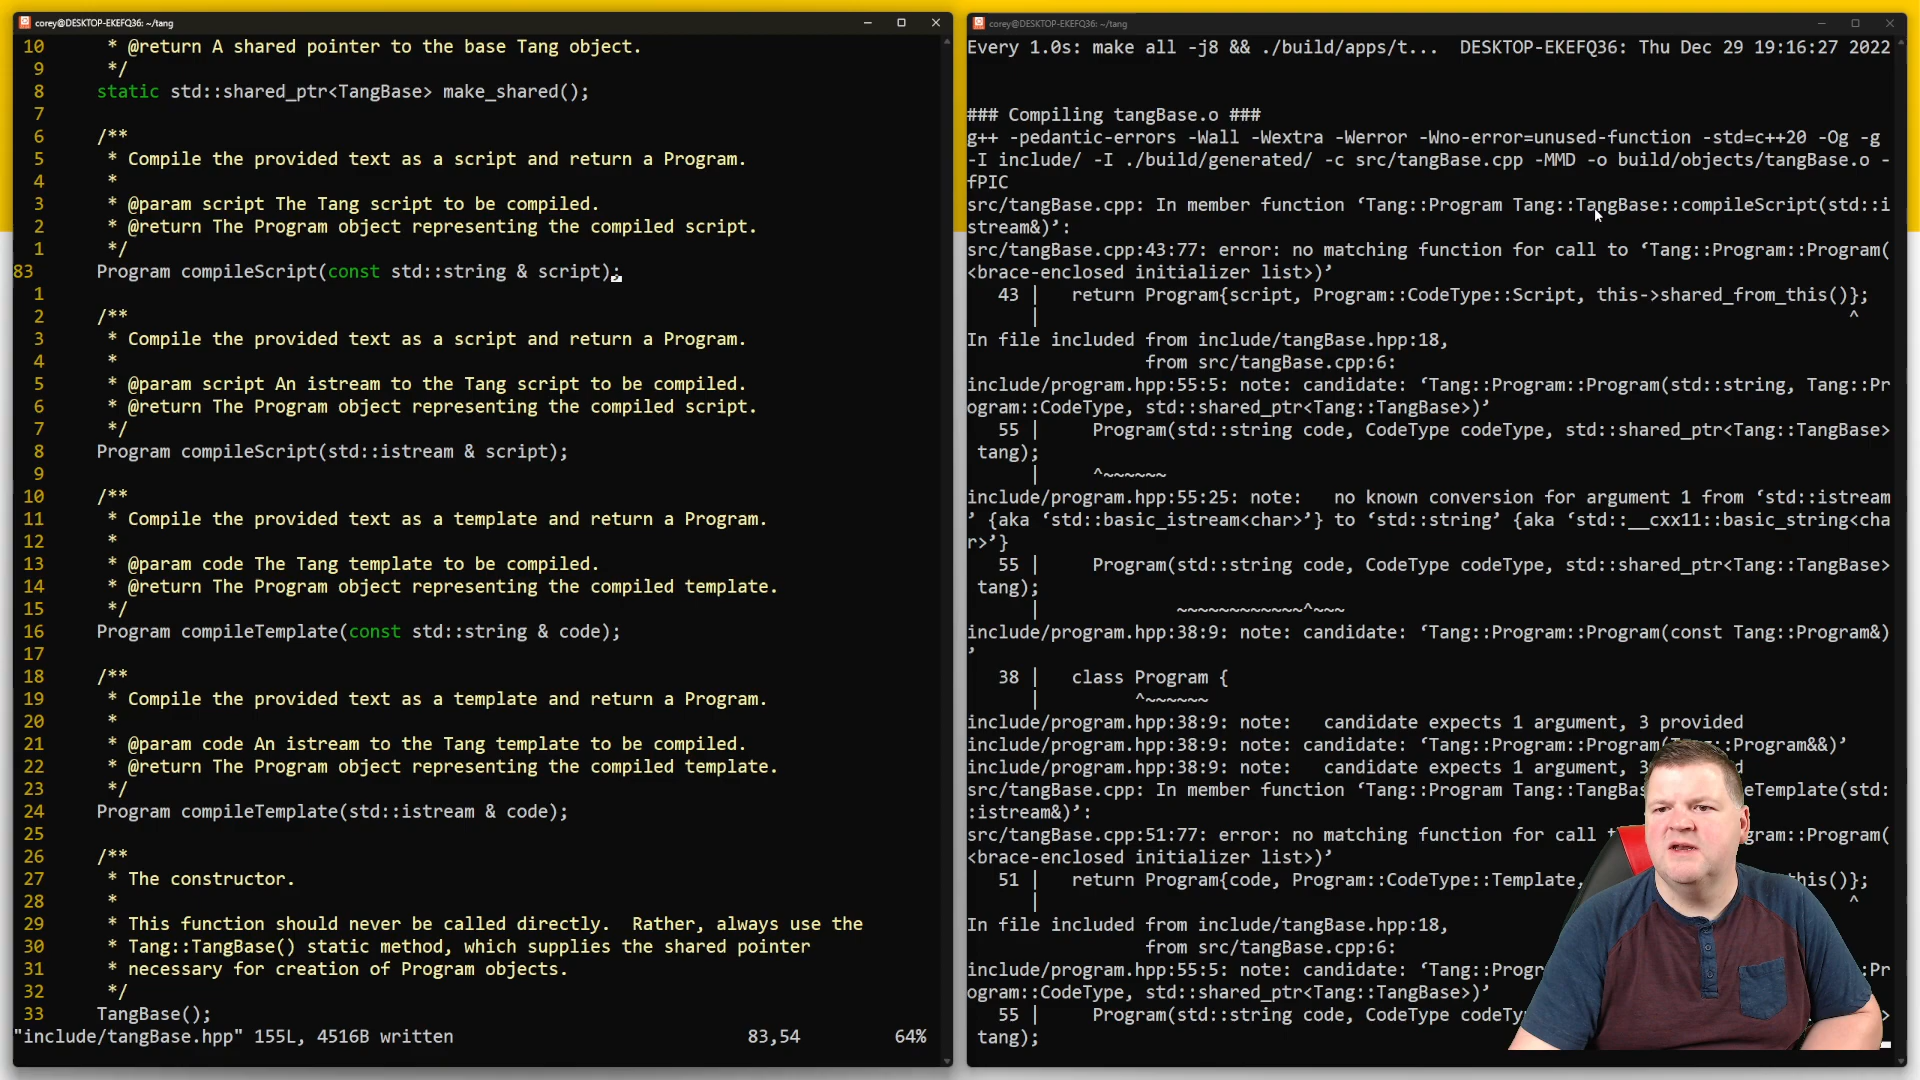 corey@DESKTOP-EKEFQ36: ~/tang
10 * @return A shared pointer to the base Tang object.
9 */
8 static std::shared_ptr<TangBase> make_shared();
7
6 /**
5 * Compile the provided text as a script and return a Program.
4 *
3 * @param script The Tang script to be compiled.
2 * @return The Program object representing the compiled script.
1 */
83 Program compileScript(const std::string & script);
1
2 /**
3 * Compile the provided text as a script and return a Program.
4 *
5 * @param script An istream to the Tang script to be compiled.
6 * @return The Program object representing the compiled script.
7 */
8 Program compileScript(std::istream & script);
9
10 /**
11 * Compile the provided text as a template and return a Program.
12 *
13 * @param code The Tang template to be compiled.
14 * @return The Program object representing the compiled template.
15 */
16 Program compileTemplate(const std::string & code);
17
18 /**
19 * Compile the provided text as a template and return a Program.
20 *
21 * @param code An istream to the Tang template to be compiled.
22 * @return The Program object representing the compiled template.
23 */
24 Program compileTemplate(std::istream & code);
25
26 /**
27 * The constructor.
28 *
29 * This function should never be called directly.  Rather, always use the
30 * Tang::TangBase() static method, which supplies the shared pointer
31 * necessary for creation of Program objects.
32 */
33 TangBase();
"include/tangBase.hpp" 155L, 4516B written 83,54 64%
corey@DESKTOP-EKEFQ36: ~/tang
Every 1.0s: make all -j8 && ./build/apps/t... DESKTOP-EKEFQ36: Thu Dec 29 19:16:27 2022
### Compiling tangBase.o ###
g++ -pedantic-errors -Wall -Wextra -Werror -Wno-error=unused-function -std=c++20 -Og -g
-I include/ -I ./build/generated/ -c src/tangBase.cpp -MMD -o build/objects/tangBase.o -
fPIC
src/tangBase.cpp: In member function ‘Tang::Program Tang::TangBase::compileScript(std::i
stream&)’:
src/tangBase.cpp:43:77: error: no matching function for call to ‘Tang::Program::Program(
<brace-enclosed initializer list>)’
43 | return Program{script, Program::CodeType::Script, this->shared_from_this()};
| ^
In file included from include/tangBase.hpp:18,
from src/tangBase.cpp:6:
include/program.hpp:55:5: note: candidate: ‘Tang::Program::Program(std::string, Tang::Pr
ogram::CodeType, std::shared_ptr<Tang::TangBase>)’
55 | Program(std::string code, CodeType codeType, std::shared_ptr<Tang::TangBase>
tang);
| ^~~~~~~
include/program.hpp:55:25: note: no known conversion for argument 1 from ‘std::istream
’ {aka ‘std::basic_istream<char>’} to ‘std::string’ {aka ‘std::__cxx11::basic_string<cha
r>’}
55 | Program(std::string code, CodeType codeType, std::shared_ptr<Tang::TangBase>
tang);
| ~~~~~~~~~~~~^~~~
include/program.hpp:38:9: note: candidate: ‘Tang::Program::Program(const Tang::Program&)
’
38 | class Program {
| ^~~~~~~
include/program.hpp:38:9: note: candidate expects 1 argument, 3 provided
include/program.hpp:38:9: note: candidate: ‘Tang::Program::Program(Tang::Program&&)’
include/program.hpp:38:9: note: candidate expects 1 argument,
src/tangBase.cpp: In member function ‘Tang::Program Tang::TangBas eTemplate(std:
:istream&)’:
src/tangBase.cpp:51:77: error: no matching function for call gram::Program(
<brace-enclosed initializer list>)’
51 | return Program{code, Program::CodeType::Template, his()};
| ^
In file included from include/tangBase.hpp:18,
from src/tangBase.cpp:6:
include/program.hpp:55:5: note: candidate: ‘Tang::Progr ::Pr
ogram::CodeType, std::shared_ptr<Tang::TangBase>)’
55 | Program(std::string code, CodeType codeTy >
tang);